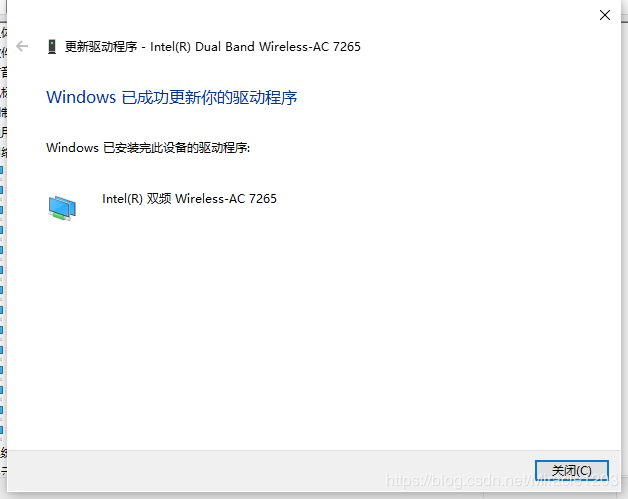 更新驱动程序 - Intel(R) Dual Band Wireless-AC 7265
Windows 已成功更新你的驱动程序
Windows 已安装完此设备的驱动程序:
Intel(R) 双频 Wireless-AC 7265
关闭(C)
https://blog.csdn.net/Miracle1203